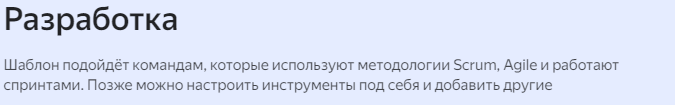 Разработка
Шаблон подойдёт командам, которые используют методологии Scrum, Agile и работают
спринтами. Позже можно настроить инструменты под себя и добавить другие